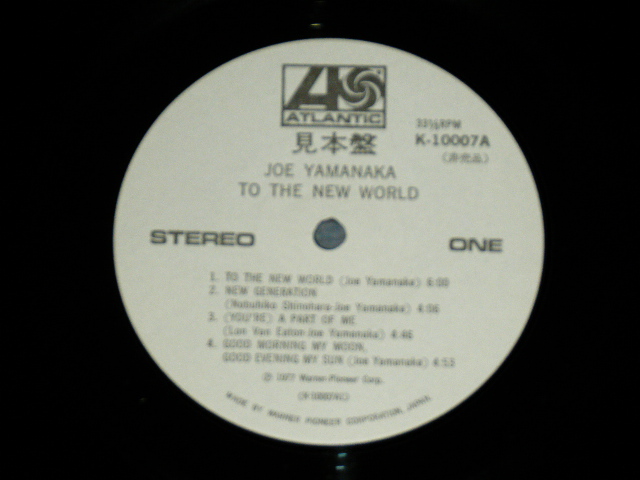 ATLANTIC
見本盤
33⅓RPM
K-10007A
(非売品)
JOE YAMANAKA
TO THE NEW WORLD
STEREO
ONE
1. TO THE NEW WORLD (Joe Yamanaka) 6:00
2. NEW GENERATION
(Nobuhiko Shinohara-Joe Yamanaka) 4:06
3. (YOU'RE) A PART OF ME
(Lon Van Eaton-Joe Yamanaka) 4:46
4. GOOD MORNING MY MOON,
GOOD EVENING MY SUN (Joe Yamanaka) 4:53
Ⓟ 1977 Warner-Pioneer Corp.
MADE BY WARNER PIONEER CORPORATION, JAPAN